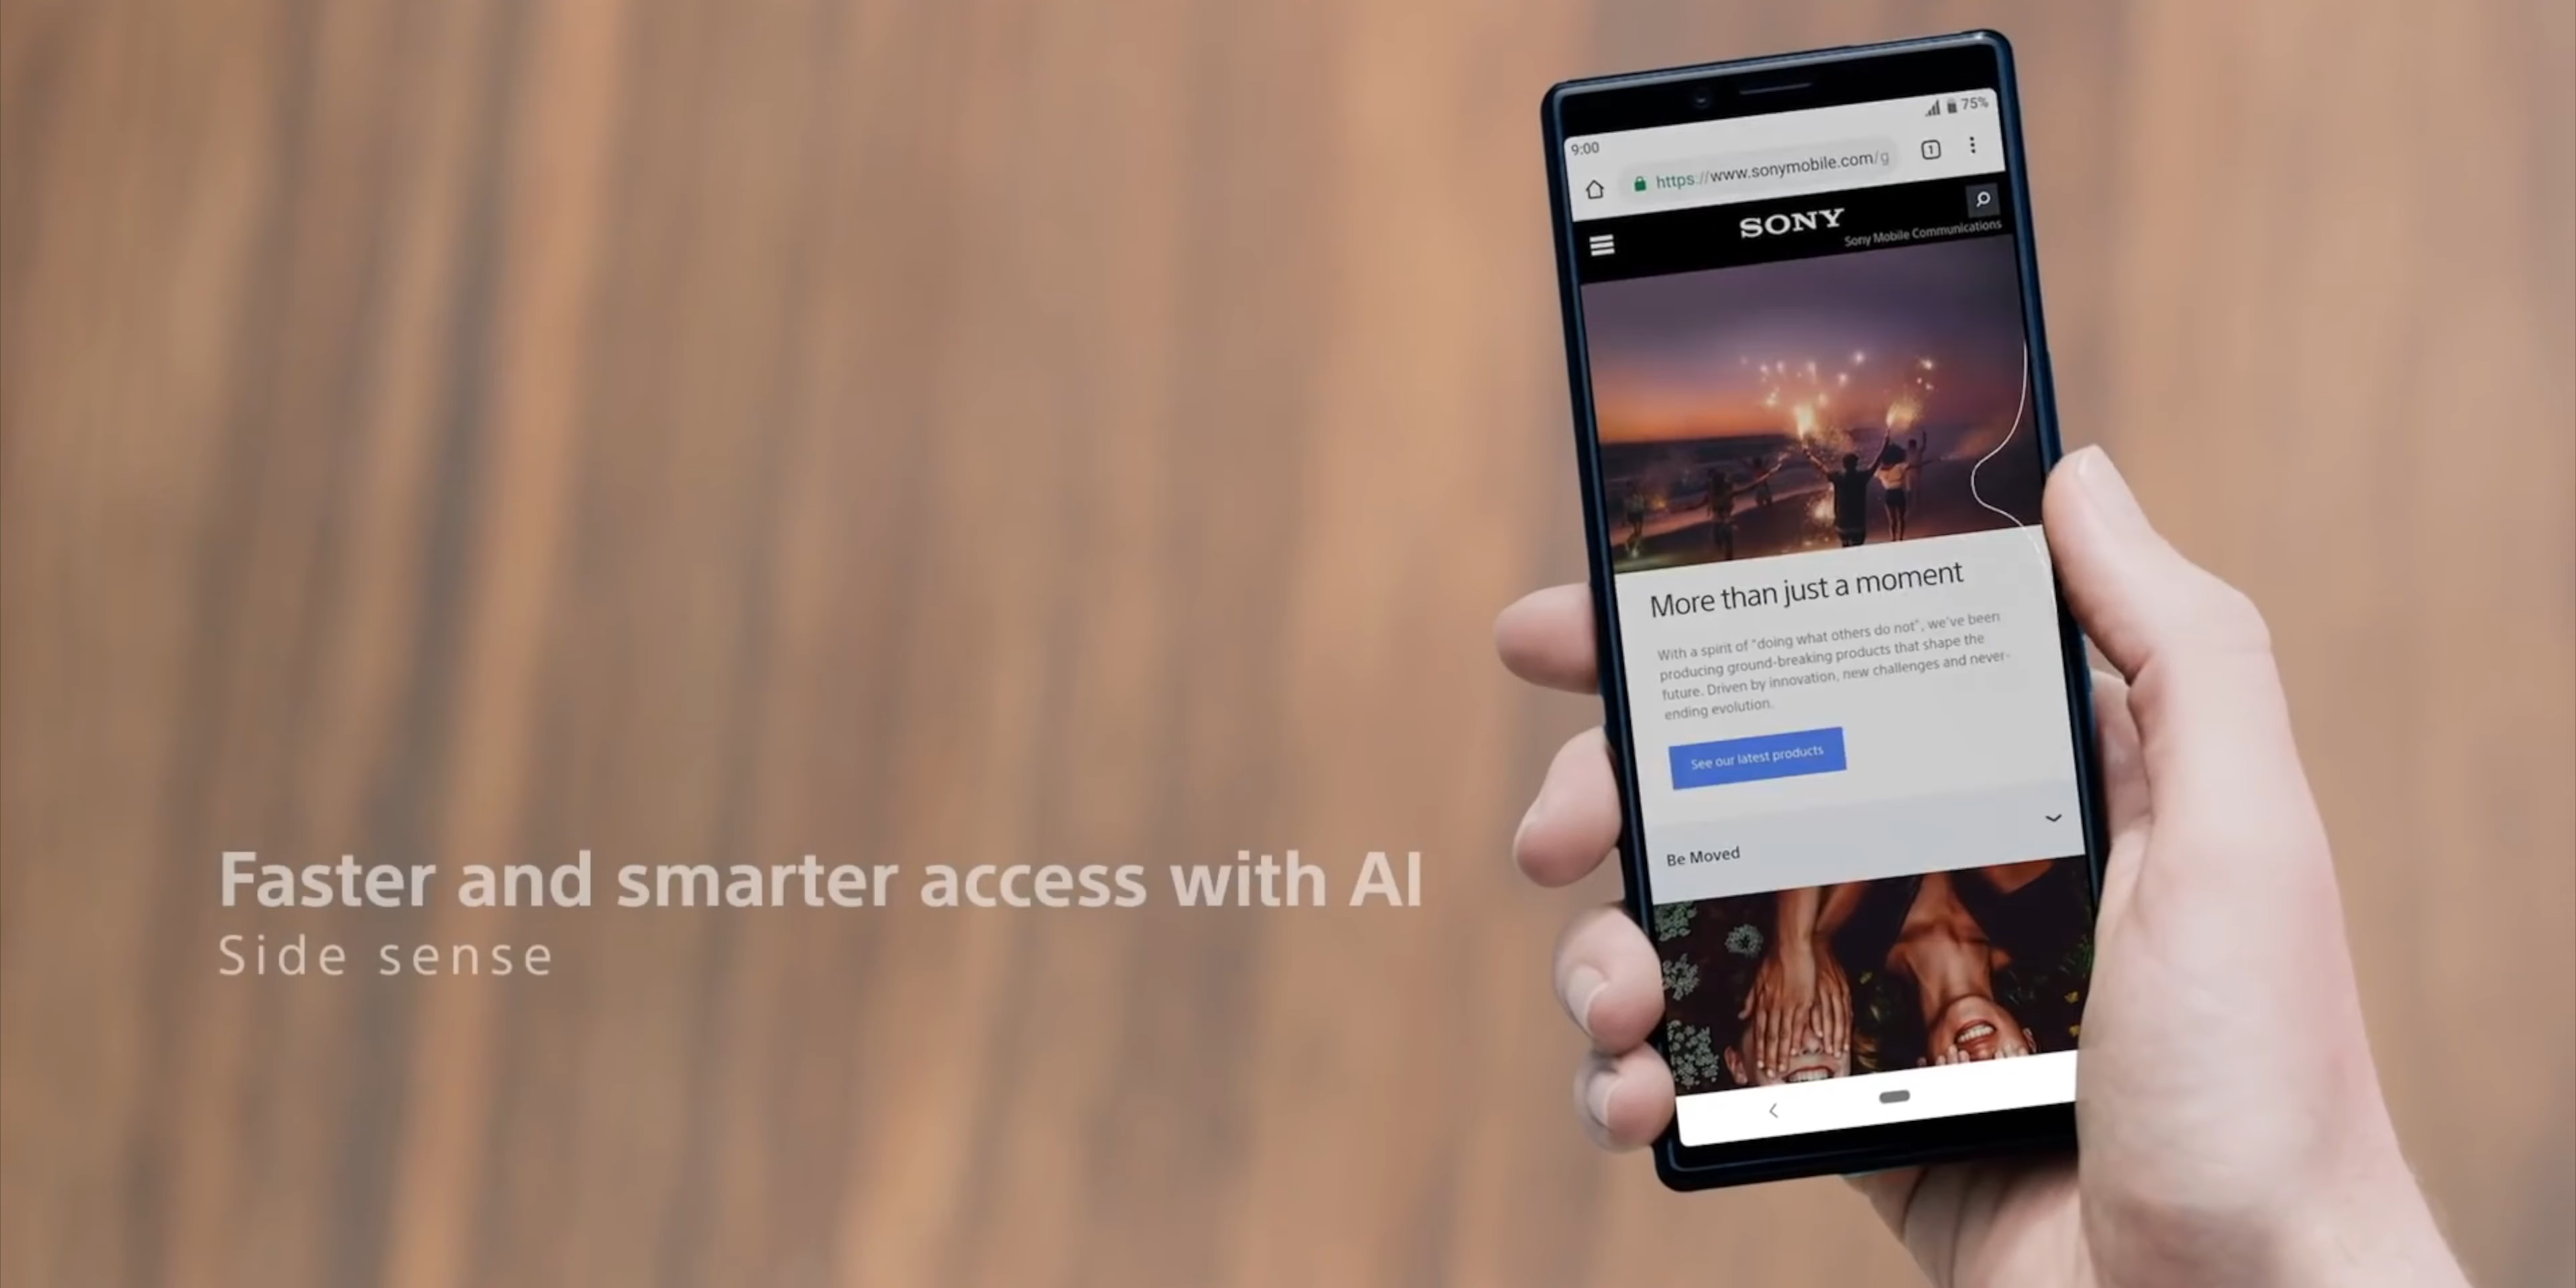 9:00
75%
https://www.sonymobile.com/g
1
SONY
Sony Mobile Communications
More than just a moment
With a spirit of "doing what others do not", we've been
producing ground-breaking products that shape the
future. Driven by innovation, new challenges and never-
ending evolution.
See our latest products
Be Moved
Faster and smarter access with AI
Side sense